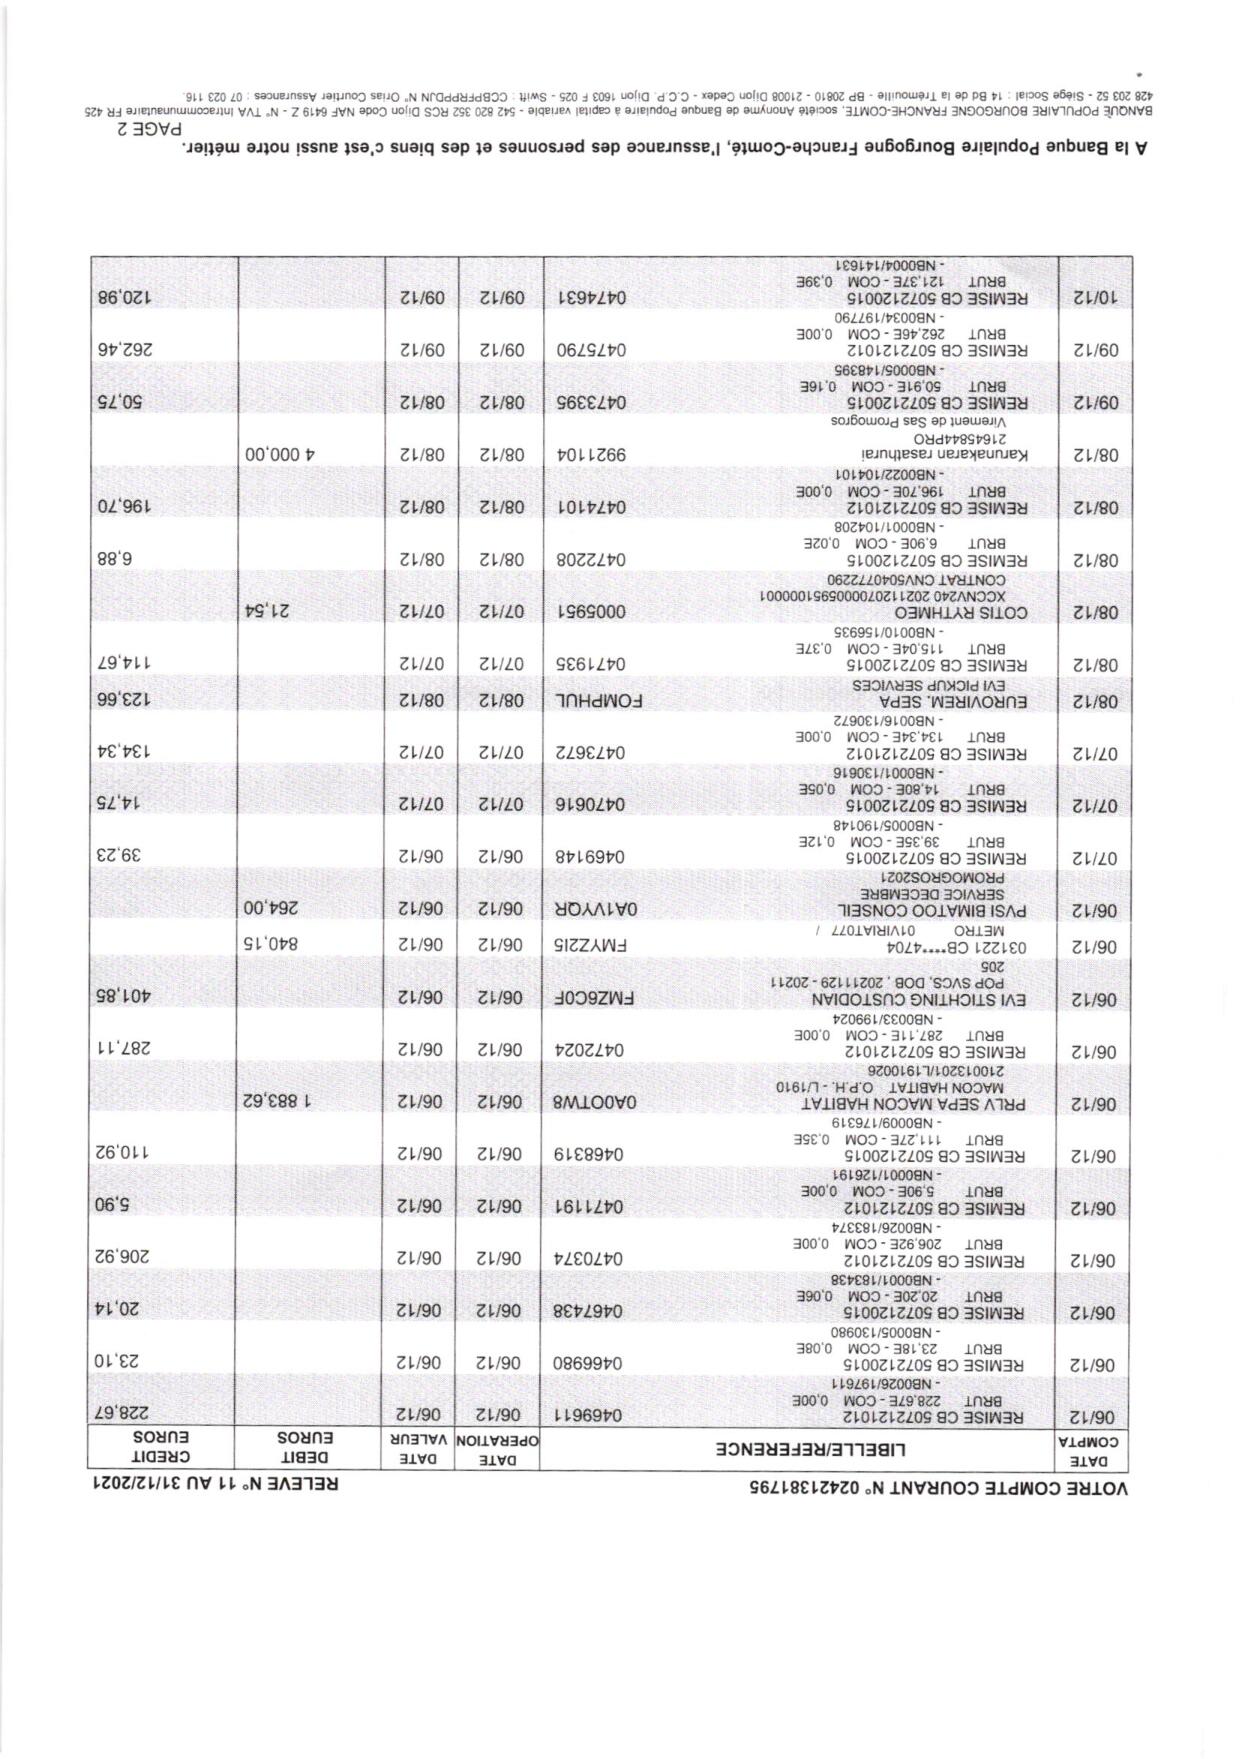 VOTRE COMPTE COURANT N° 02421381795
RELEVE N° 11 AU 31/12/2021
DATE COMPTA LIBELLE/REFERENCE DATE OPERATION DATE VALEUR DEBIT EUROS CREDIT EUROS
06/12 REMISE CB 5072121012 0469611 06/12 06/12 228,67
BRUT 228,67E - COM 0,00E
- NB0026/197611
06/12 REMISE CB 5072120015 0466980 06/12 06/12 23,10
BRUT 23,18E - COM 0,08E
- NB0005/130980
06/12 REMISE CB 5072120015 0467438 06/12 06/12 20,14
BRUT 20,20E - COM 0,06E
- NB0001/183438
06/12 REMISE CB 5072121012 0470374 06/12 06/12 206,92
BRUT 206,92E - COM 0,00E
- NB0026/183374
06/12 REMISE CB 5072121012 0471191 06/12 06/12 5,90
BRUT 5,90E - COM 0,00E
- NB0001/126191
06/12 REMISE CB 5072120015 0468319 06/12 06/12 110,92
BRUT 111,27E - COM 0,35E
- NB0009/176319
06/12 PRLV SEPA MACON HABITAT 0A0OTW8 06/12 06/12 1 883,62
MACON HABITAT O.P.H. - L/1910
210013201/L1910026
06/12 REMISE CB 5072121012 0472024 06/12 06/12 287,11
BRUT 287,11E - COM 0,00E
- NB0033/199024
06/12 EVI STICHTING CUSTODIAN FMZ6C0F 06/12 06/12 401,85
POP SVCS, DOB , 20211129 - 20211
205
06/12 031221 CB****4704 FMYZ2I5 06/12 06/12 840,15
METRO 01VIRIAT077 /
06/12 PVSI BIMATOO CONSEIL 0A1VYQR 06/12 06/12 264,00
SERVICE DECEMBRE
PROMOGROS2021
07/12 REMISE CB 5072120015 0469148 06/12 06/12 39,23
BRUT 39,35E - COM 0,12E
- NB0005/190148
07/12 REMISE CB 5072120015 0470616 07/12 07/12 14,75
BRUT 14,80E - COM 0,05E
- NB0001/130616
07/12 REMISE CB 5072121012 0473672 07/12 07/12 134,34
BRUT 134,34E - COM 0,00E
- NB0016/130672
08/12 EUROVIREM. SEPA FOMPHUL 08/12 08/12 123,66
EVI PICKUP SERVICES
08/12 REMISE CB 5072120015 0471935 07/12 07/12 114,67
BRUT 115,04E - COM 0,37E
- NB0010/156935
08/12 COTIS RYTHMEO 0005951 07/12 07/12 21,54
XCCNV240 2021120700005951000001
CONTRAT CNV5040772290
08/12 REMISE CB 5072120015 0472208 08/12 08/12 6,88
BRUT 6,90E - COM 0,02E
- NB0001/104208
08/12 REMISE CB 5072121012 0474101 08/12 08/12 196,70
BRUT 196,70E - COM 0,00E
- NB0022/104101
08/12 Karunakaran rasathurai 9921104 08/12 08/12 4 000,00
21645844PRO
Virement de Sas Promogros
09/12 REMISE CB 5072120015 0473395 08/12 08/12 50,75
BRUT 50,91E - COM 0,16E
- NB0005/148395
09/12 REMISE CB 5072121012 0475790 09/12 09/12 262,46
BRUT 262,46E - COM 0,00E
- NB0034/197790
10/12 REMISE CB 5072120015 0474631 09/12 09/12 120,98
BRUT 121,37E - COM 0,39E
- NB0004/141631
A la Banque Populaire Bourgogne Franche-Comté, l'assurance des personnes et des biens c'est aussi notre métier.
PAGE 2
BANQUE POPULAIRE BOURGOGNE FRANCHE-COMTE, société Anonyme de Banque Populaire à capital variable - 542 820 352 RCS Dijon Code NAF 6419 Z - N° TVA Intracommunautaire FR 425
428 203 52 - Siège Social : 14 Bd de la Trémouille - BP 20810 - 21008 Dijon Cedex - C.C.P. Dijon 1603 F 025 - Swift : CCBPFRPPDJN N° Orias Courtier Assurances : 07 023 116.